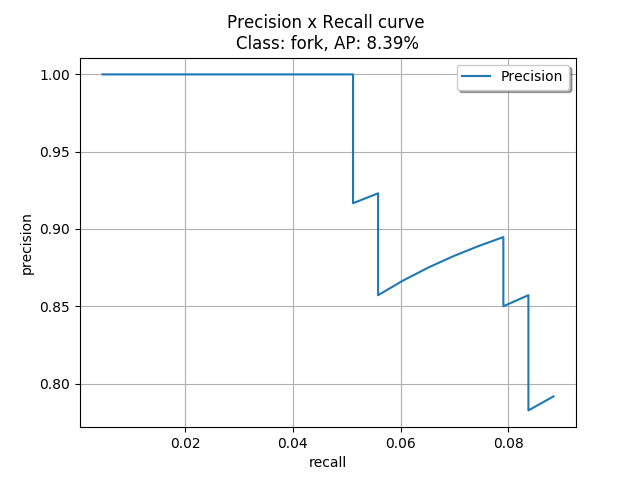 Precision x Recall curve
Class: fork, AP: 8.39%
Precision
1.00
0.95
0.90
0.85
0.80
precision
0.02
0.04
0.06
0.08
recall